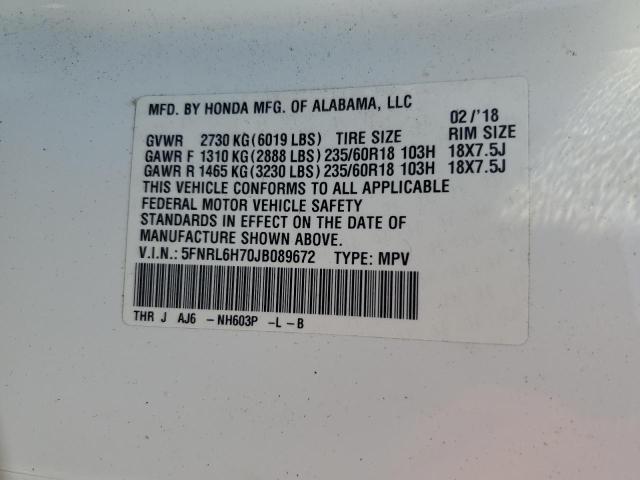 MFD. BY HONDA MFG. OF ALABAMA, LLC 02 /'18
GVWR 2730 KG (6019 LBS) TIRE SIZE RIM SIZE
GAWR F 1310 KG (2888 LBS) 235/60R18 103H 18X7.5J
GAWR R 1465 KG (3230 LBS) 235/60R18 103H 18X7.5J
THIS VEHICLE CONFORMS TO ALL APPLICABLE
FEDERAL MOTOR VEHICLE SAFETY
STANDARDS IN EFFECT ON THE DATE OF
MANUFACTURE SHOWN ABOVE.
V.I.N.: 5FNRL6H70JB089672 TYPE: MPV
THR J AJ6 -NH603P -L -B